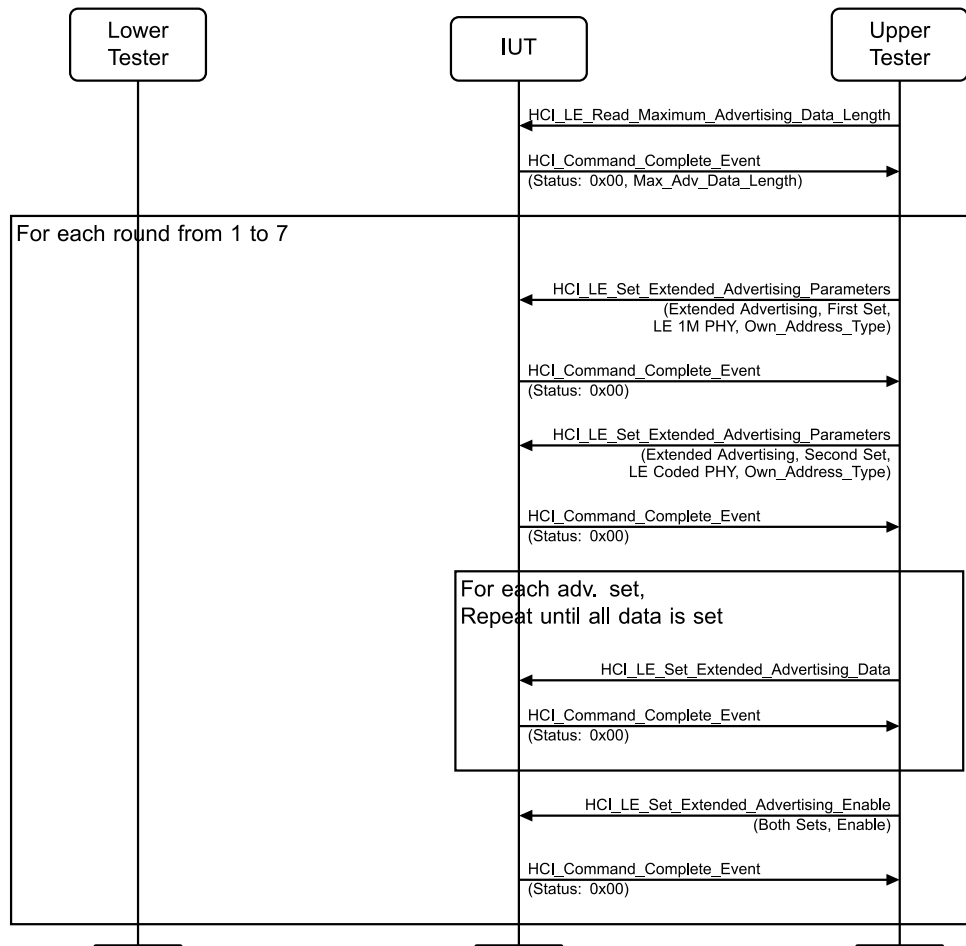 Lower
Tester
IUT
Upper
Tester
HCI_LE_Read_Maximum_Advertising_Data_Length
HCI_Command_Complete_Event
(Status: 0x00, Max_Adv_Data_Length)
For each round from 1 to 7
HCI_LE_Set_Extended_Advertising_Parameters
(Extended Advertising, First Set,
LE 1M PHY, Own_Address_Type)
HCI_Command_Complete_Event
(Status: 0x00)
HCI_LE_Set_Extended_Advertising_Parameters
(Extended Advertising, Second Set,
LE Coded PHY, Own_Address_Type)
HCI_Command_Complete_Event
(Status: 0x00)
For each adv. set,
Repeat until all data is set
HCI_LE_Set_Extended_Advertising_Data
HCI_Command_Complete_Event
(Status: 0x00)
HCI_LE_Set_Extended_Advertising_Enable
(Both Sets, Enable)
HCI_Command_Complete_Event
(Status: 0x00)